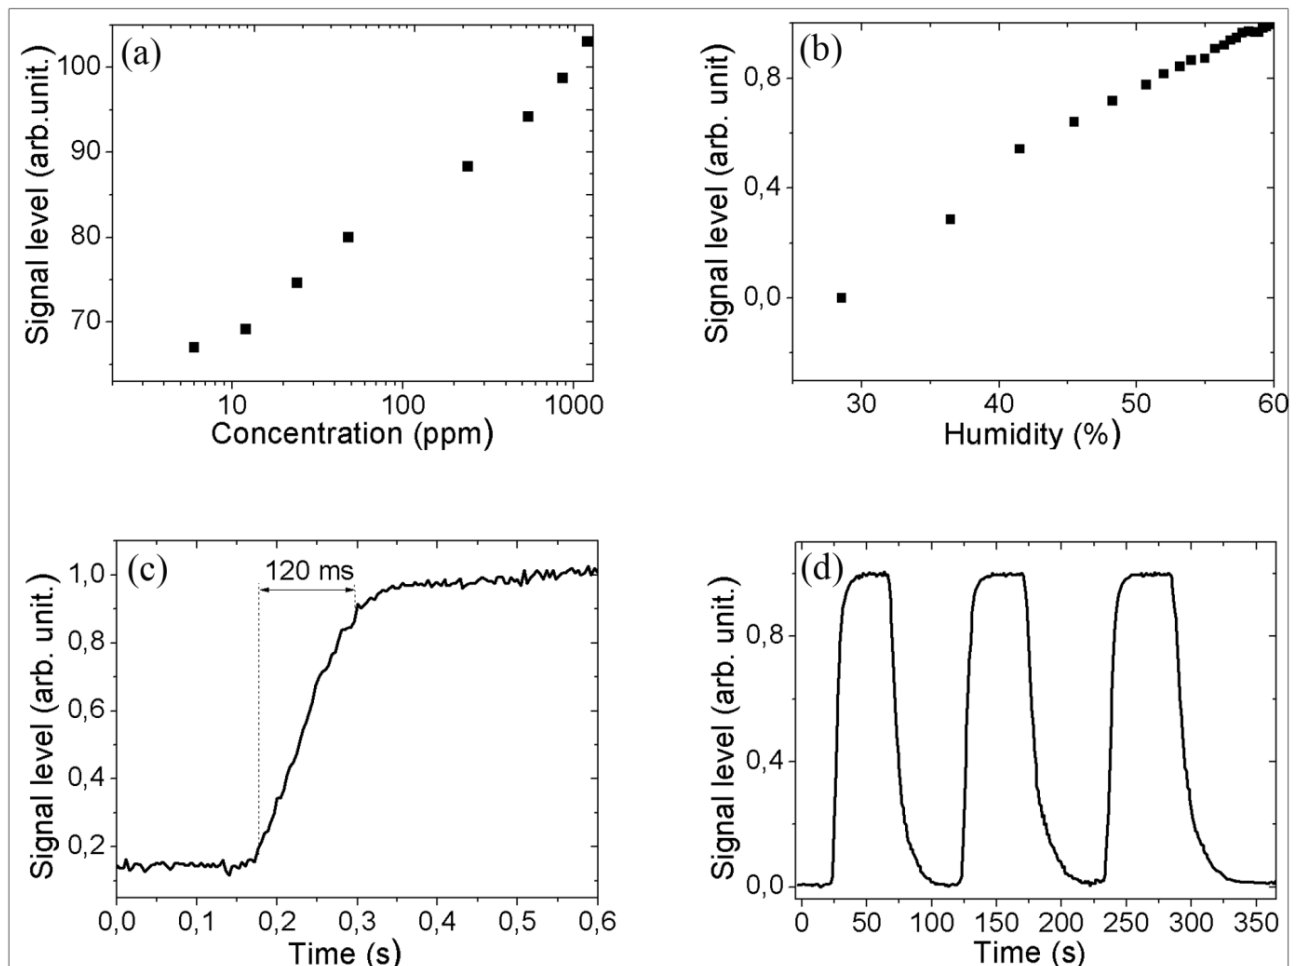 (a)
Signal level (arb.unit.)
100
90
80
70
10 100 1000
Concentration (ppm)
(b)
Signal level (arb. unit)
0,8
0,4
0,0
30 40 50 60
Humidity (%)
(c)
120 ms
Signal level (arb. unit.)
1,0
0,8
0,6
0,4
0,2
0,0 0,1 0,2 0,3 0,4 0,5 0,6
Time (s)
(d)
Signal level (arb. unit.)
0,8
0,4
0,0
0 50 100 150 200 250 300 350
Time (s)